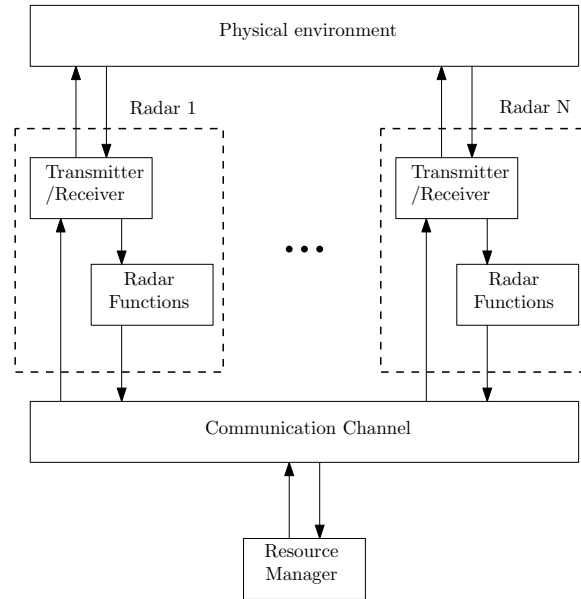 Physical environment
Radar 1
Radar N
Transmitter
/Receiver
Transmitter
/Receiver
Radar
Functions
Radar
Functions
Communication Channel
Resource
Manager